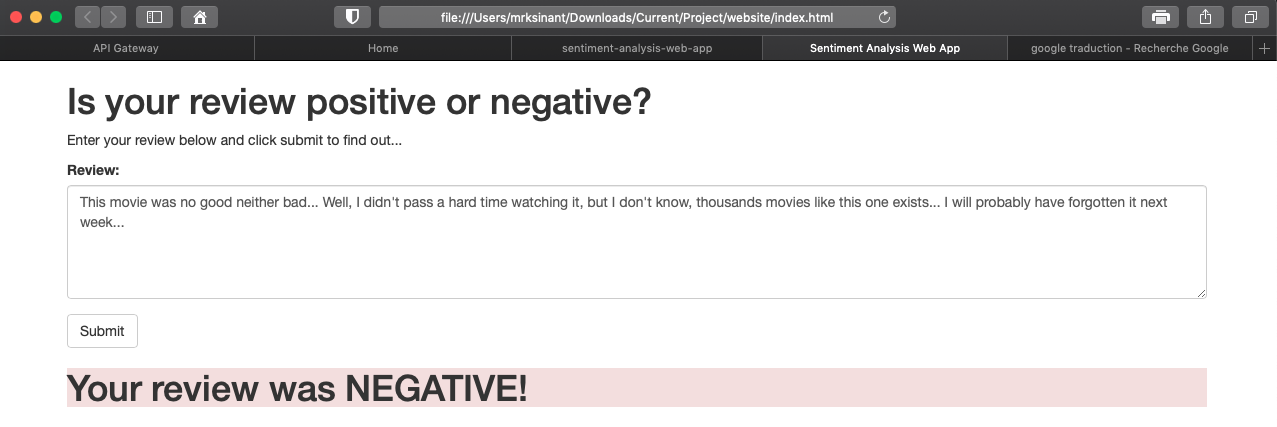 file:///Users/mrksinant/Downloads/Current/Project/website/index.html
API Gateway
Home
sentiment-analysis-web-app
Sentiment Analysis Web App
google traduction - Recherche Google
Is your review positive or negative?
Enter your review below and click submit to find out...
Review:
This movie was no good neither bad... Well, I didn't pass a hard time watching it, but I don't know, thousands movies like this one exists... I will probably have forgotten it next
week...
Submit
Your review was NEGATIVE!